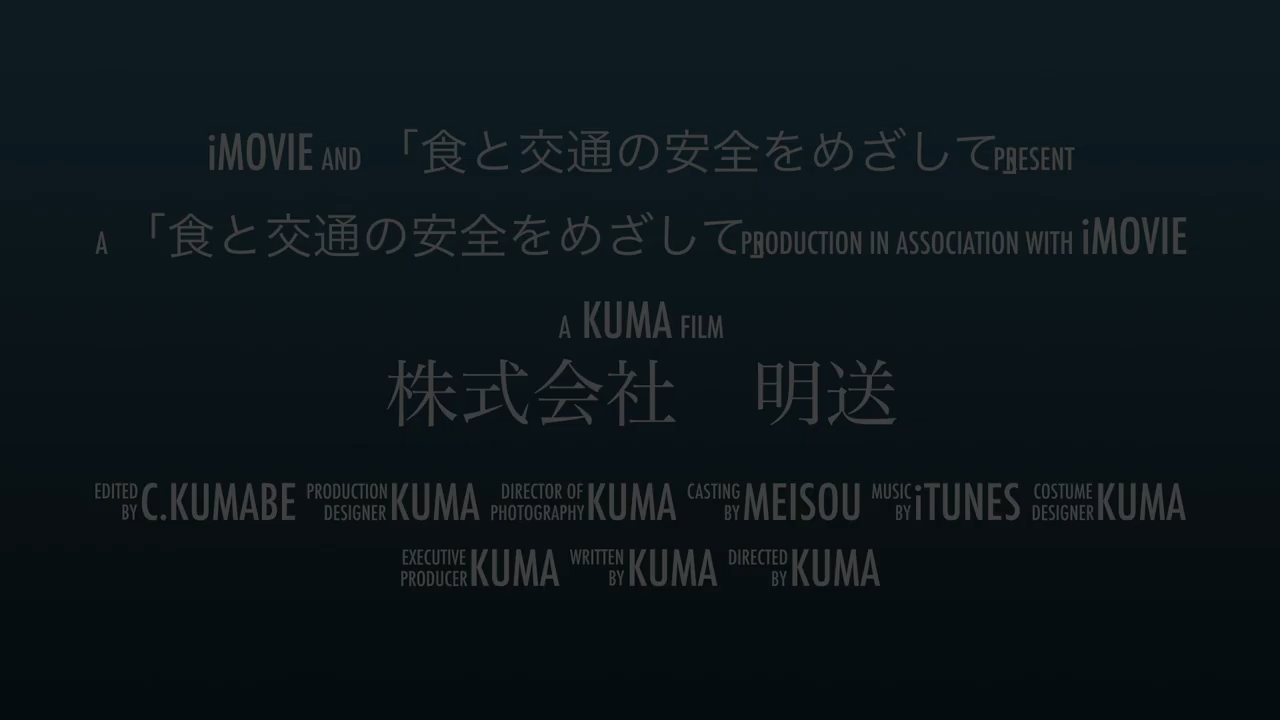 iMOVIE AND 「食と交通の安全をめざして」PRESENT
A 「食と交通の安全をめざして」PRODUCTION IN ASSOCIATION WITH iMOVIE
A KUMA FILM
株式会社　明送
EDITED BY C.KUMABE PRODUCTION DESIGNER KUMA DIRECTOR OF PHOTOGRAPHY KUMA CASTING BY MEISOU MUSIC BY iTUNES COSTUME DESIGNER KUMA
EXECUTIVE PRODUCER KUMA WRITTEN BY KUMA DIRECTED BY KUMA